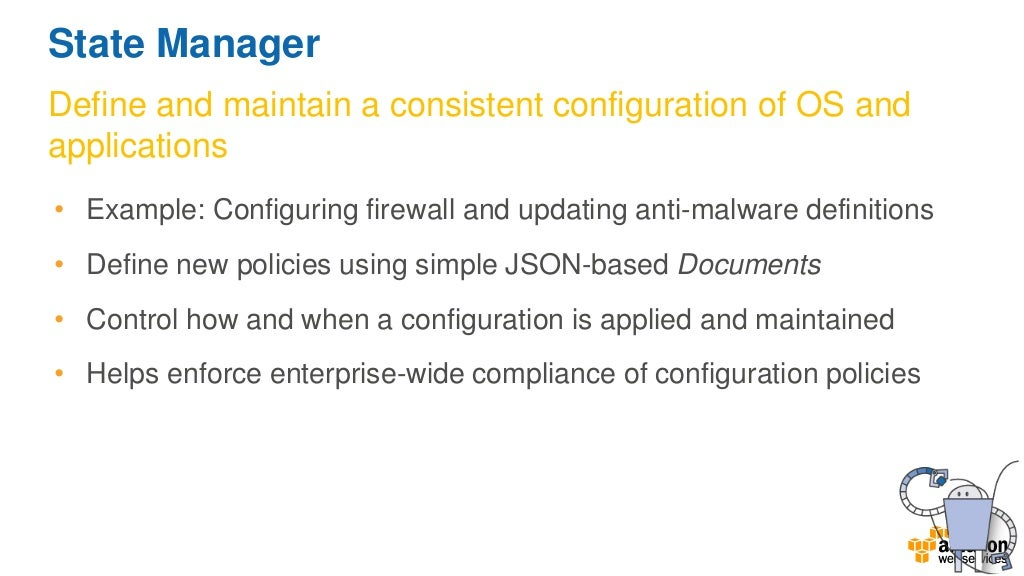 State Manager
Define and maintain a consistent configuration of OS and
applications
• Example: Configuring firewall and updating anti-malware definitions
• Define new policies using simple JSON-based Documents
• Control how and when a configuration is applied and maintained
• Helps enforce enterprise-wide compliance of configuration policies